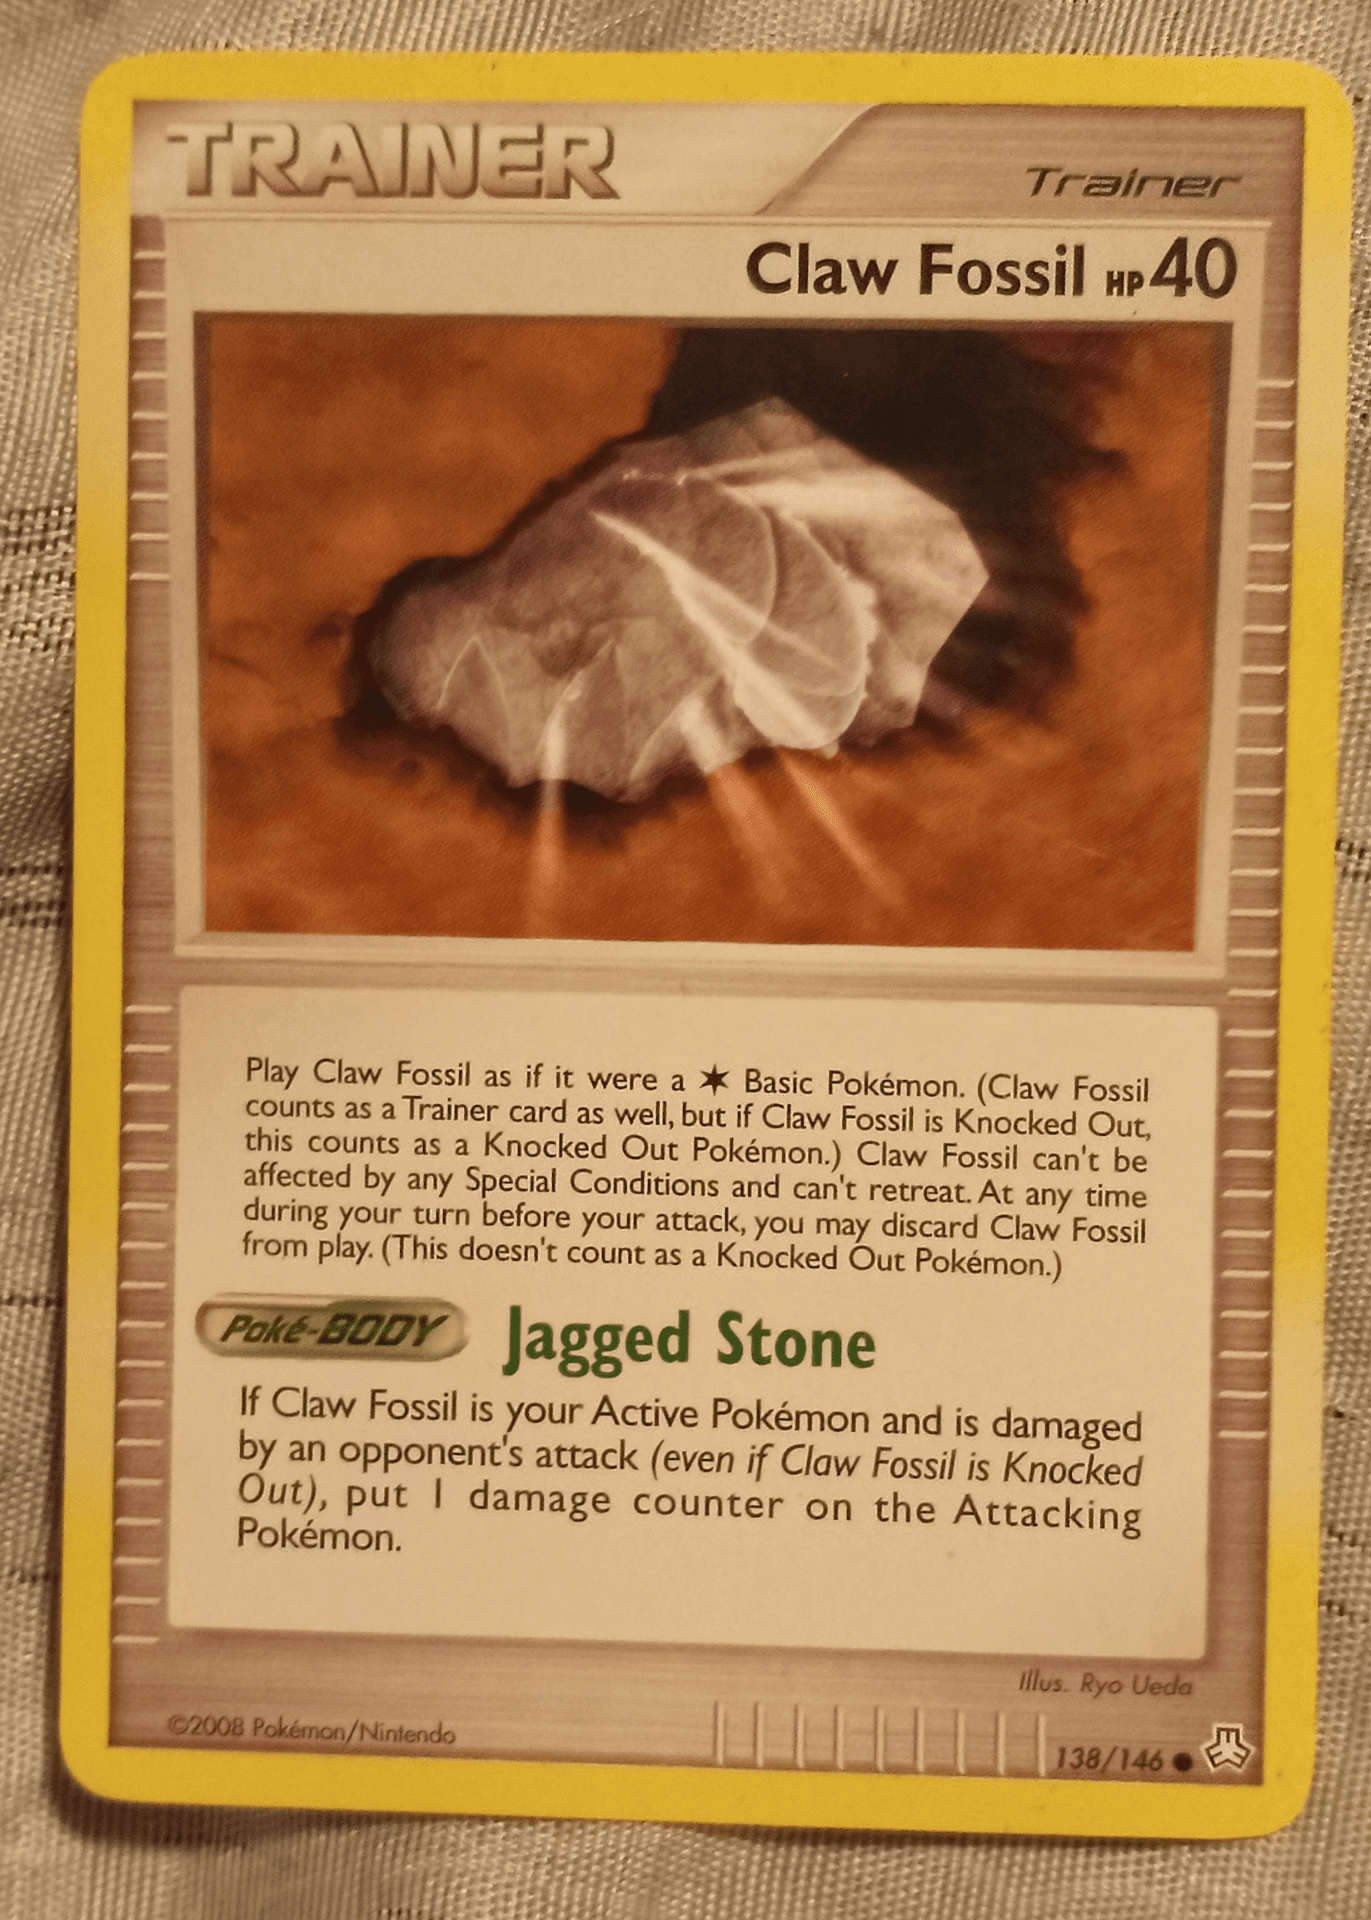 TRAINER
Trainer
Claw Fossil HP 40
Play Claw Fossil as if it were a ✶ Basic Pokémon. (Claw Fossil
counts as a Trainer card as well, but if Claw Fossil is Knocked Out,
this counts as a Knocked Out Pokémon.) Claw Fossil can't be
affected by any Special Conditions and can't retreat. At any time
during your turn before your attack, you may discard Claw Fossil
from play. (This doesn't count as a Knocked Out Pokémon.)
Poké-BODY Jagged Stone
If Claw Fossil is your Active Pokémon and is damaged
by an opponent's attack (even if Claw Fossil is Knocked
Out), put 1 damage counter on the Attacking
Pokémon.
Illus. Ryo Ueda
©2008 Pokémon/Nintendo
138/146 ●